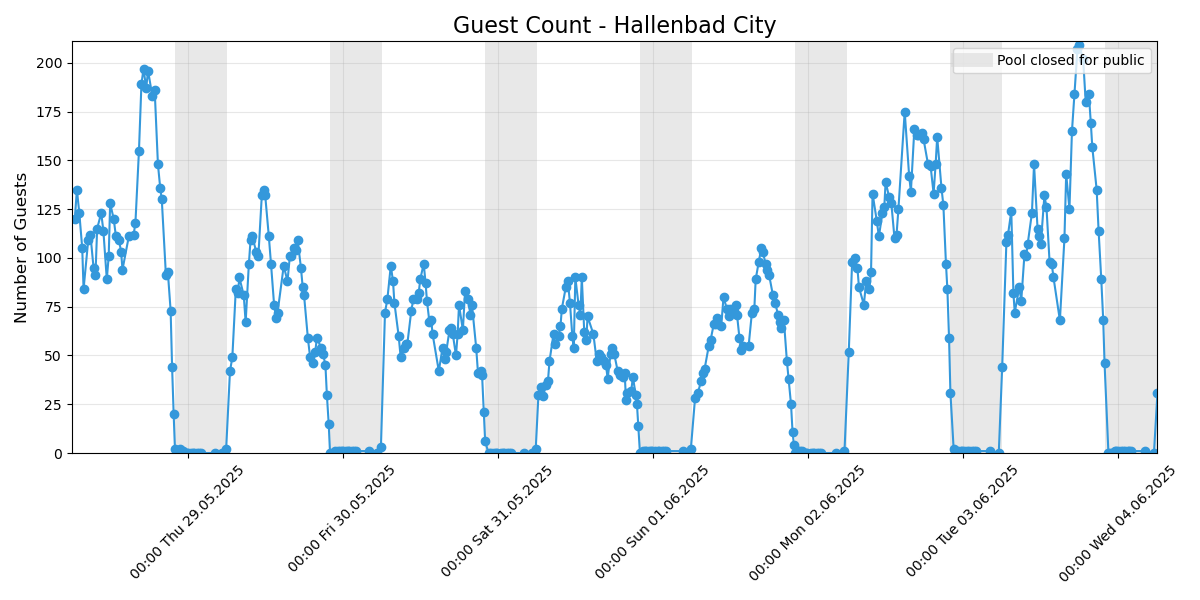 Guest Count - Hallenbad City
Pool closed for public
Number of Guests
200
175
150
125
100
75
50
25
0
00:00 Thu 29.05.2025
00:00 Fri 30.05.2025
00:00 Sat 31.05.2025
00:00 Sun 01.06.2025
00:00 Mon 02.06.2025
00:00 Tue 03.06.2025
00:00 Wed 04.06.2025